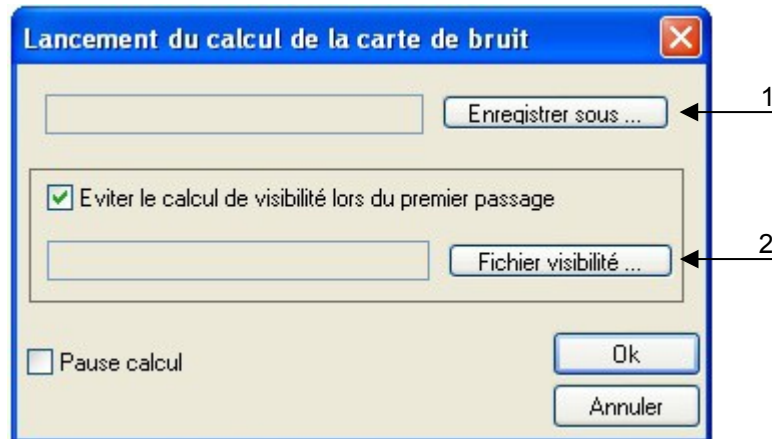 Lancement du calcul de la carte de bruit
Enregistrer sous ...
1
Eviter le calcul de visibilité lors du premier passage
Fichier visibilité ...
2
Pause calcul
Ok
Annuler